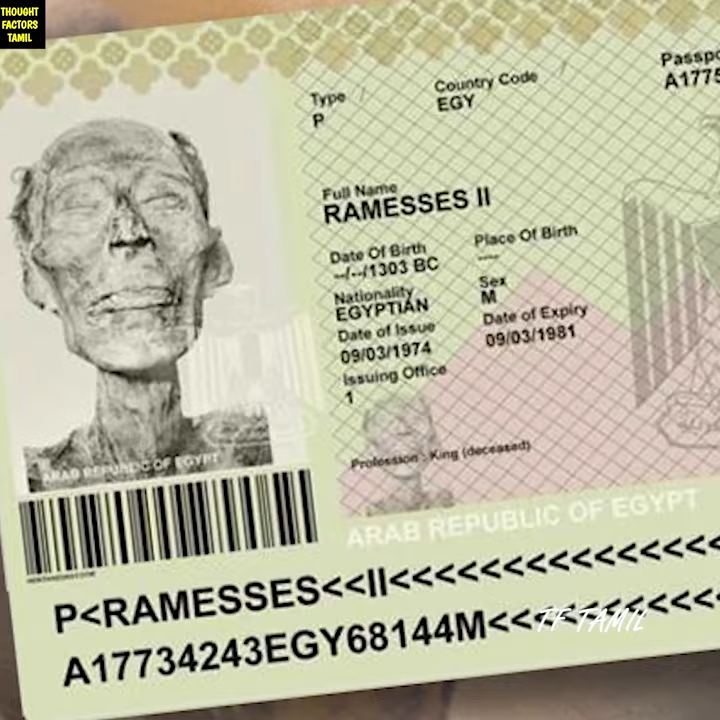 THOUGHT
FACTORS
TAMIL
Type / Country Code /
P EGY
A1775
Full Name
RAMESSES II
Date Of Birth Place Of Birth
--/--/1303 BC ----
Nationality Sex
EGYPTIAN M
Date of Issue Date of Expiry
09/03/1974 09/03/1981
Issuing Office
1
Profession : King (deceased)
ARAB REPUBLIC OF EGYPT
ARAB REPUBLIC OF EGYPT
P<RAMESSES<<II<<<<<<<<<<<<<<<<
A17734243EGY68144M<<<<<<<<<<
TF TAMIL